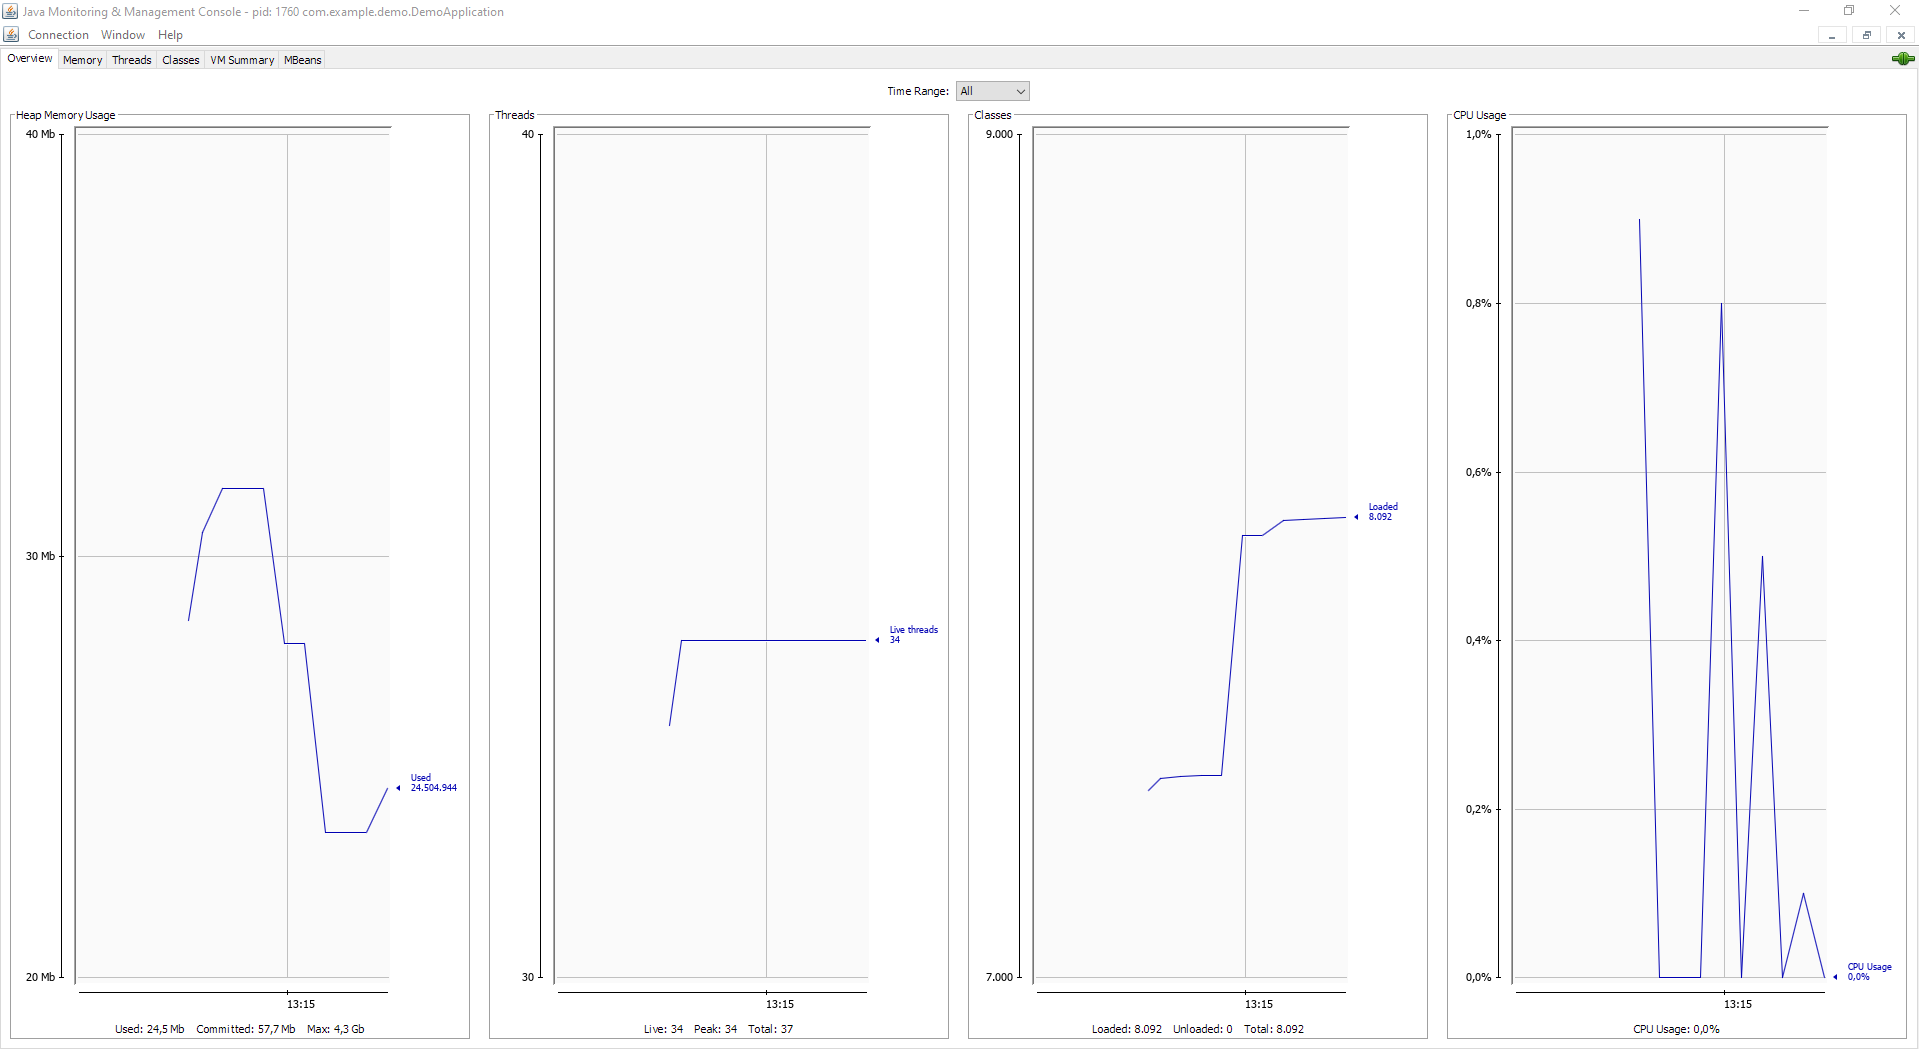 Java Monitoring & Management Console - pid: 1760 com.example.demo.DemoApplication
Connection Window Help
Overview Memory Threads Classes VM Summary MBeans
Time Range: All
Heap Memory Usage
40 Mb
30 Mb
20 Mb
Used
24.504.944
13:15
Used: 24,5 Mb Committed: 57,7 Mb Max: 4,3 Gb
Threads
40
30
Live threads
34
13:15
Live: 34 Peak: 34 Total: 37
Classes
9.000
7.000
Loaded
8.092
13:15
Loaded: 8.092 Unloaded: 0 Total: 8.092
CPU Usage
1,0%
0,8%
0,6%
0,4%
0,2%
0,0%
CPU Usage
0,0%
13:15
CPU Usage: 0,0%